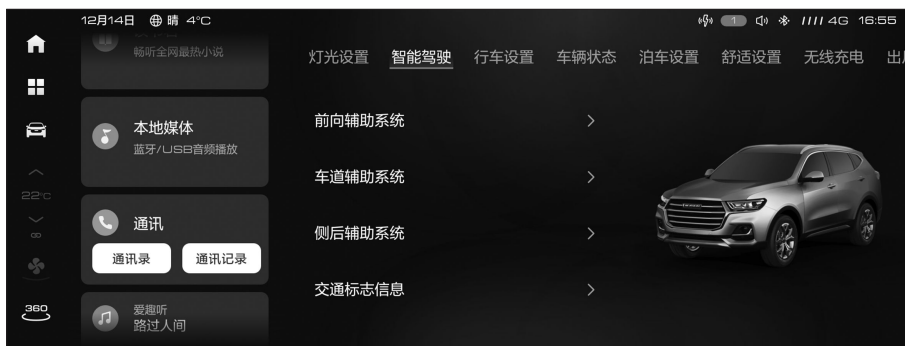 12月14日 晴 4°C
1 4G 16:55
畅听全网最热小说
灯光设置 智能驾驶 行车设置 车辆状态 泊车设置 舒适设置 无线充电
本地媒体
蓝牙/USB音频播放
22°C
通讯
通讯录 通讯记录
360
爱趣听
路过人间
前向辅助系统
车道辅助系统
侧后辅助系统
交通标志信息